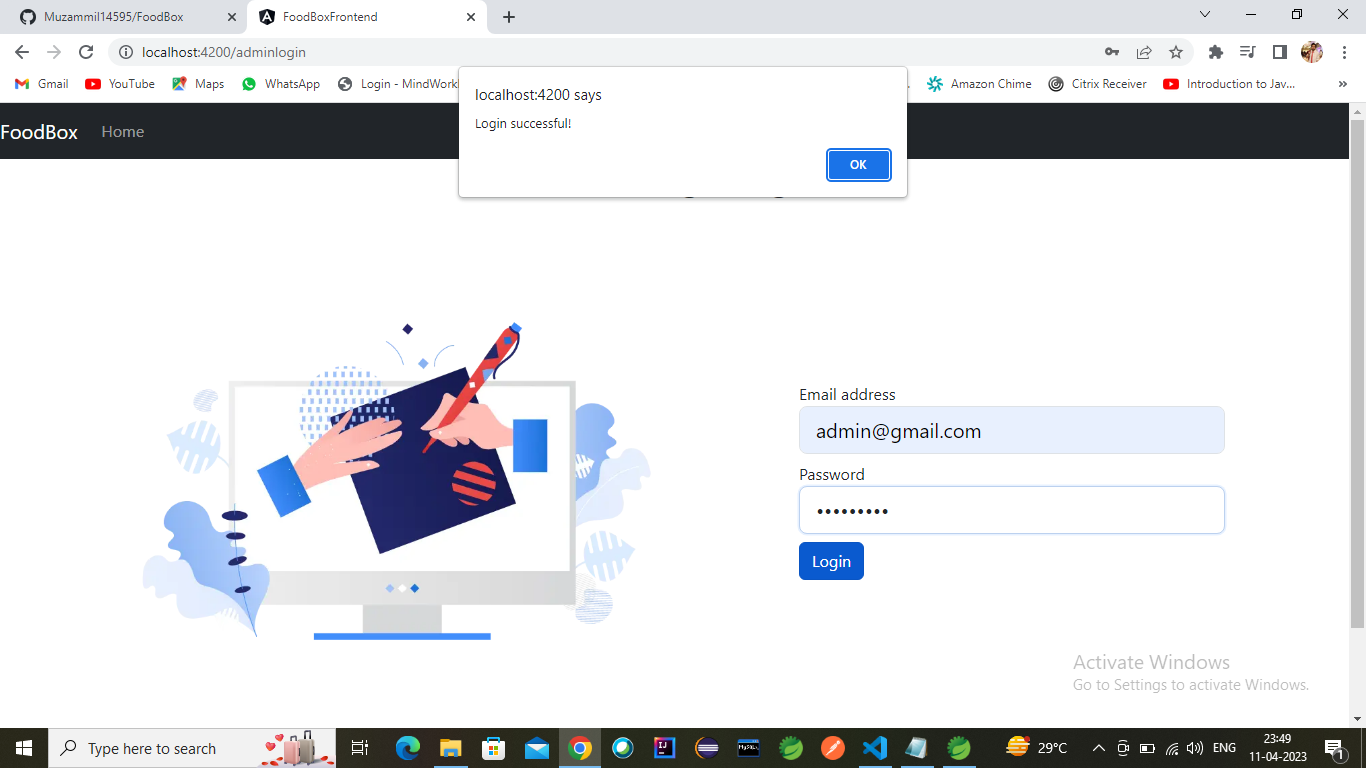 Muzammil14595/FoodBox
FoodBoxFrontend
localhost:4200/adminlogin
Gmail
YouTube
Maps
WhatsApp
Login - MindWork
Amazon Chime
Citrix Receiver
Introduction to Jav...
»
localhost:4200 says
Login successful!
OK
FoodBox
Home
Email address
admin@gmail.com
Password
•••••••••
Login
Activate Windows
Go to Settings to activate Windows.
Type here to search
29°C
ENG
23:49
11-04-2023
1